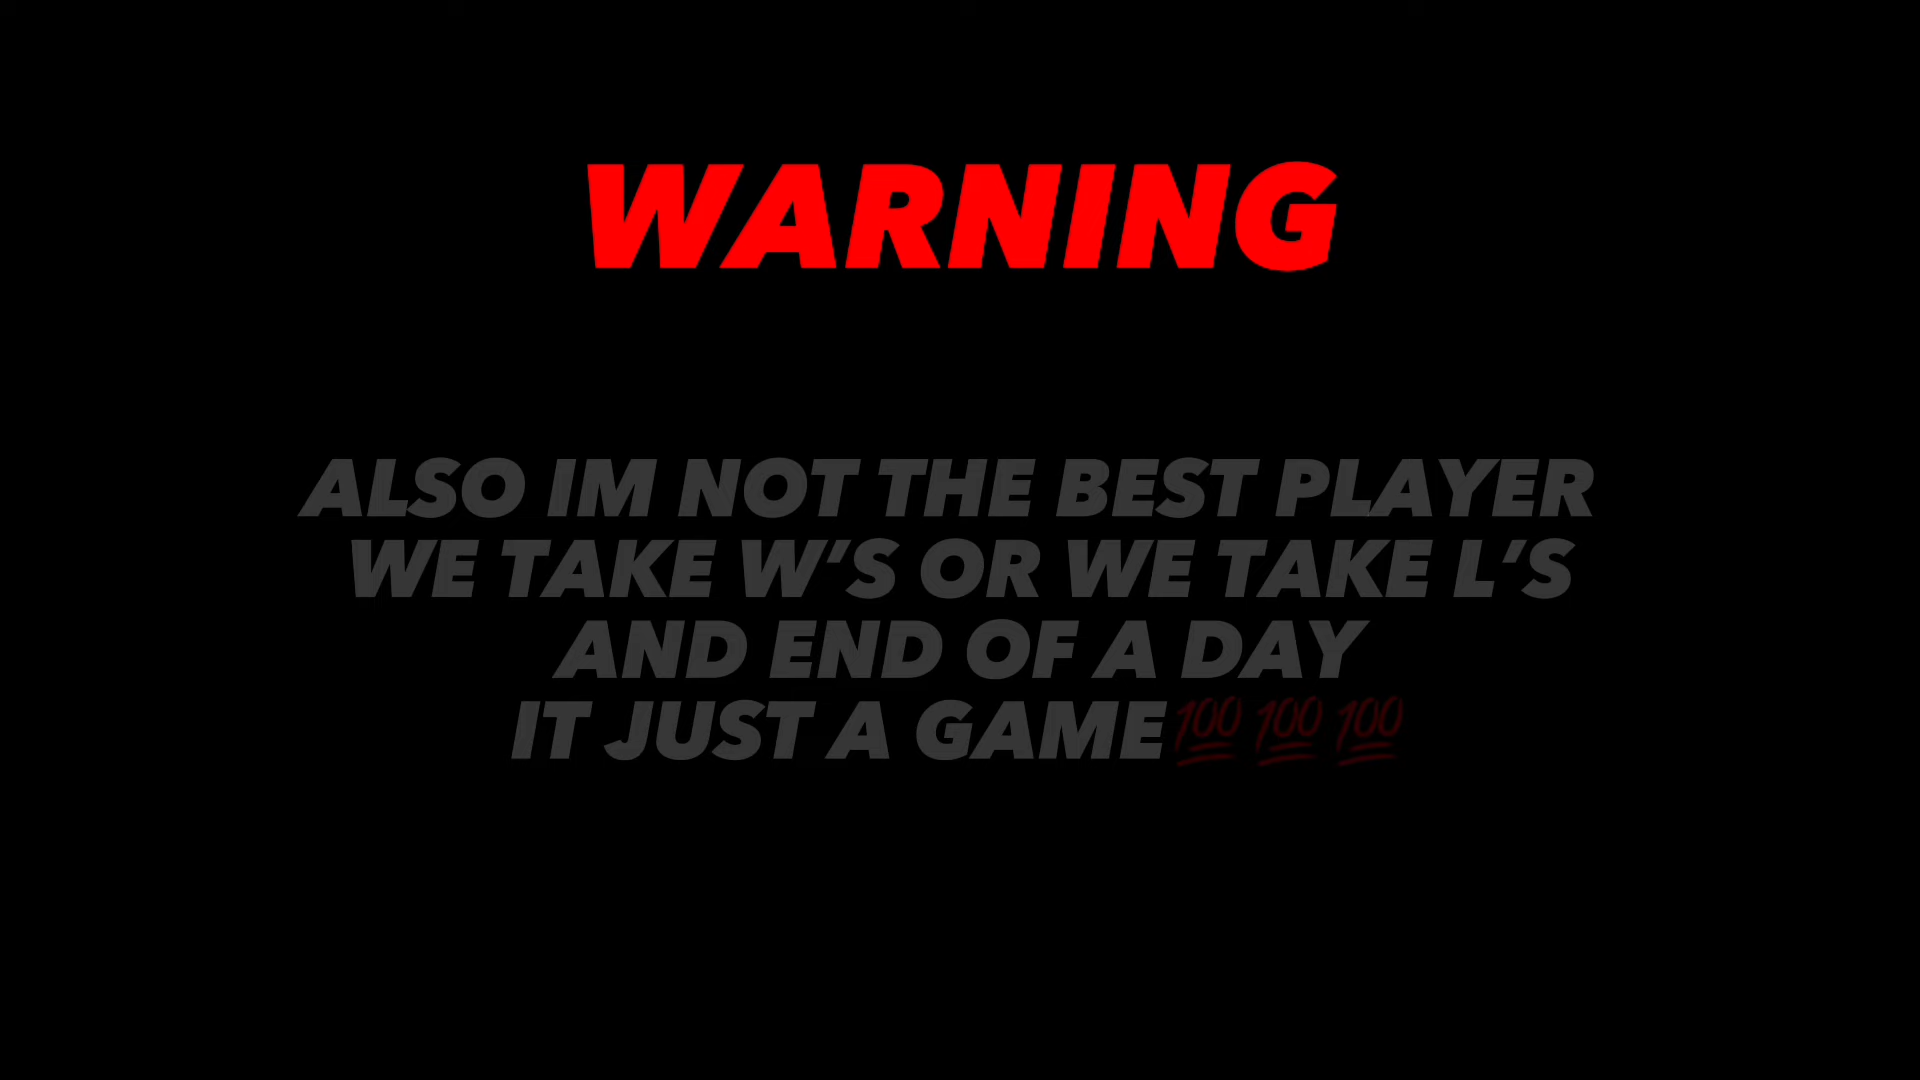 WARNING
ALSO IM NOT THE BEST PLAYER
WE TAKE W’S OR WE TAKE L’S
AND END OF A DAY
IT JUST A GAME💯💯💯